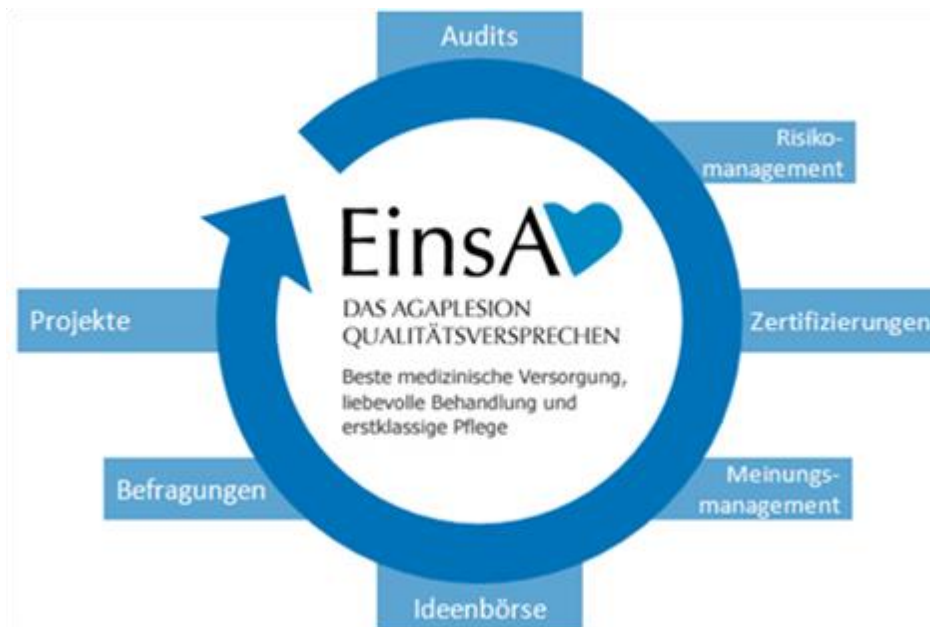 Audits
Risiko-
management
Zertifizierungen
Meinungs-
management
Ideenbörse
Befragungen
Projekte
EinsA
DAS AGAPLESION
QUALITÄTSVERSPRECHEN
Beste medizinische Versorgung,
liebevolle Behandlung und
erstklassige Pflege